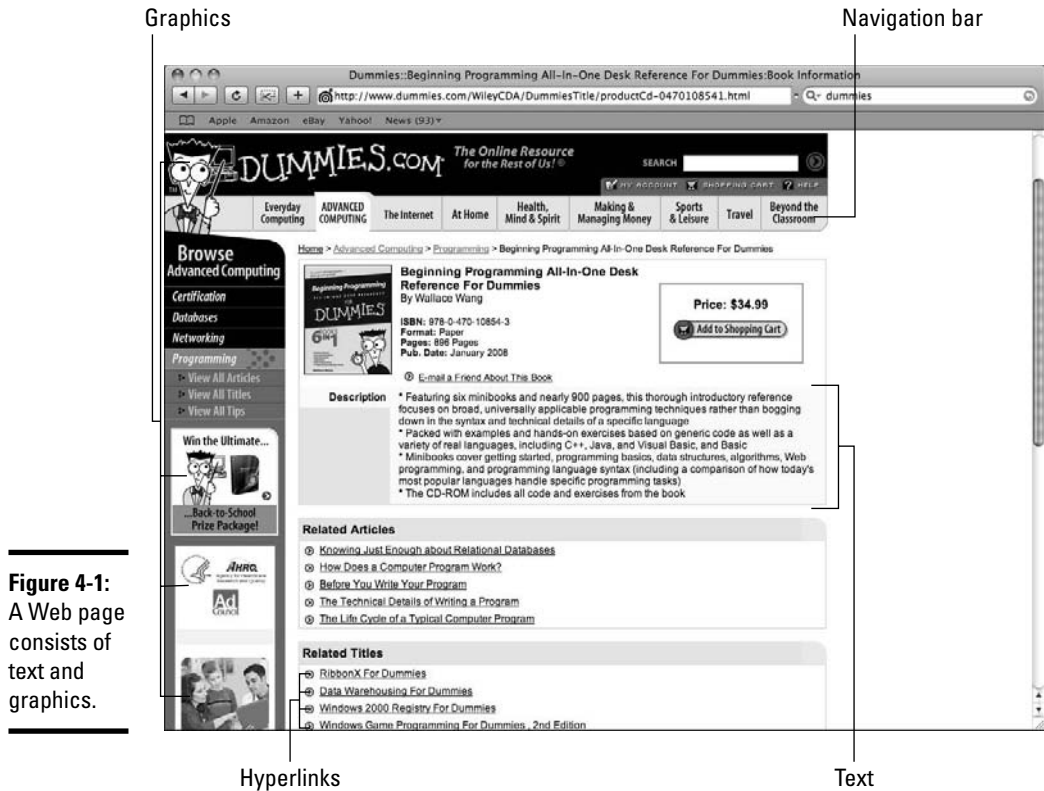 Graphics
Navigation bar
Dummies::Beginning Programming All-In-One Desk Reference For Dummies:Book Information
http://www.dummies.com/WileyCDA/DummiesTitle/productCd-0470108541.html
dummies
Apple Amazon eBay Yahoo! News (93)
DUMMIES.COM
The Online Resource
for the Rest of Us!®
SEARCH
TM
MY ACCOUNT SHOPPING CART ? HELP
Everyday
Computing
ADVANCED
COMPUTING
The Internet
At Home
Health,
Mind & Spirit
Making &
Managing Money
Sports
& Leisure
Travel
Beyond the
Classroom
Browse
Advanced Computing
Certification
Databases
Networking
Programming
View All Articles
View All Titles
View All Tips
Win the Ultimate...
...Back-to-School
Prize Package!
AHRQ
Ad
Council
Home > Advanced Computing > Programming > Beginning Programming All-In-One Desk Reference For Dummies
Beginning Programming
FOR
DUMMIES
6 IN 1
Beginning Programming All-In-One Desk
Reference For Dummies
By Wallace Wang
ISBN: 978-0-470-10854-3
Format: Paper
Pages: 896 Pages
Pub. Date: January 2008
E-mail a Friend About This Book
Price: $34.99
Add to Shopping Cart
Description
* Featuring six minibooks and nearly 900 pages, this thorough introductory reference
focuses on broad, universally applicable programming techniques rather than bogging
down in the syntax and technical details of a specific language
* Packed with examples and hands-on exercises based on generic code as well as a
variety of real languages, including C++, Java, and Visual Basic, and Basic
* Minibooks cover getting started, programming basics, data structures, algorithms, Web
programming, and programming language syntax (including a comparison of how today's
most popular languages handle specific programming tasks)
* The CD-ROM includes all code and exercises from the book
Related Articles
Knowing Just Enough about Relational Databases
How Does a Computer Program Work?
Before You Write Your Program
The Technical Details of Writing a Program
The Life Cycle of a Typical Computer Program
Related Titles
RibbonX For Dummies
Data Warehousing For Dummies
Windows 2000 Registry For Dummies
Windows Game Programming For Dummies , 2nd Edition
Figure 4-1:
A Web page
consists of
text and
graphics.
Hyperlinks
Text